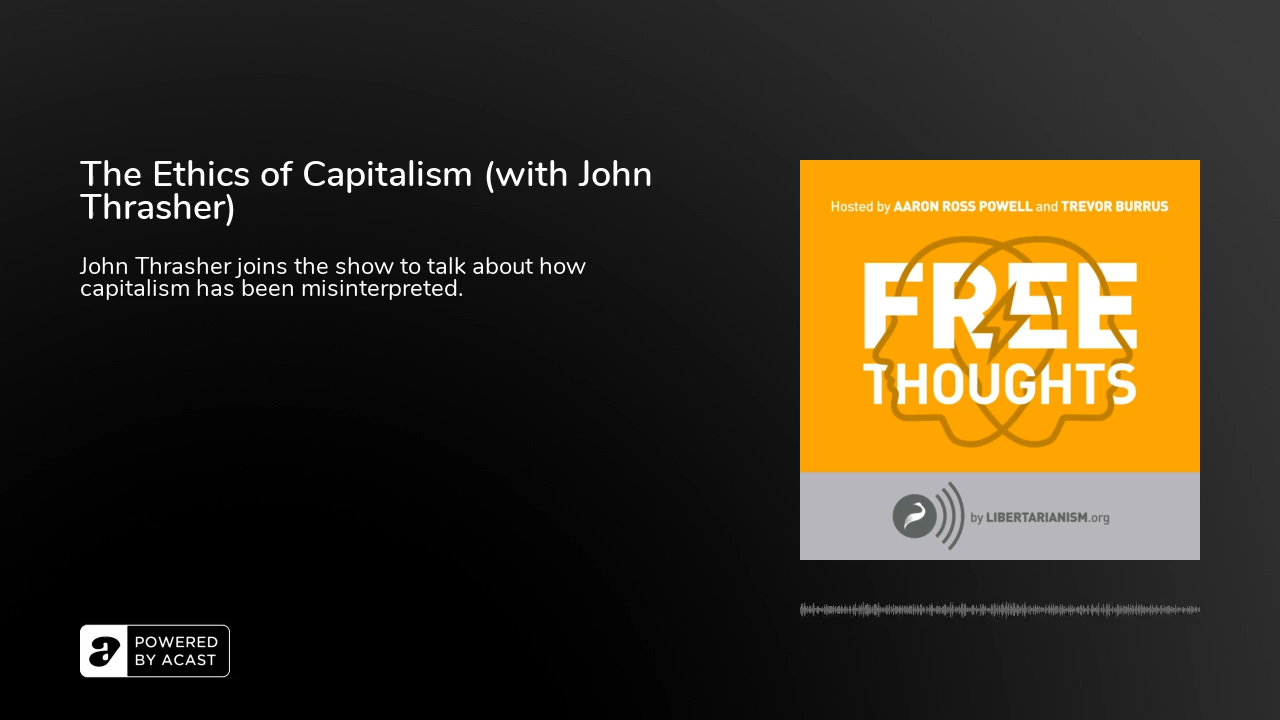 The Ethics of Capitalism (with John
Thrasher)
John Thrasher joins the show to talk about how
capitalism has been misinterpreted.
Hosted by AARON ROSS POWELL and TREVOR BURRUS
FREE
THOUGHTS
by LIBERTARIANISM.org
a POWERED
BY ACAST